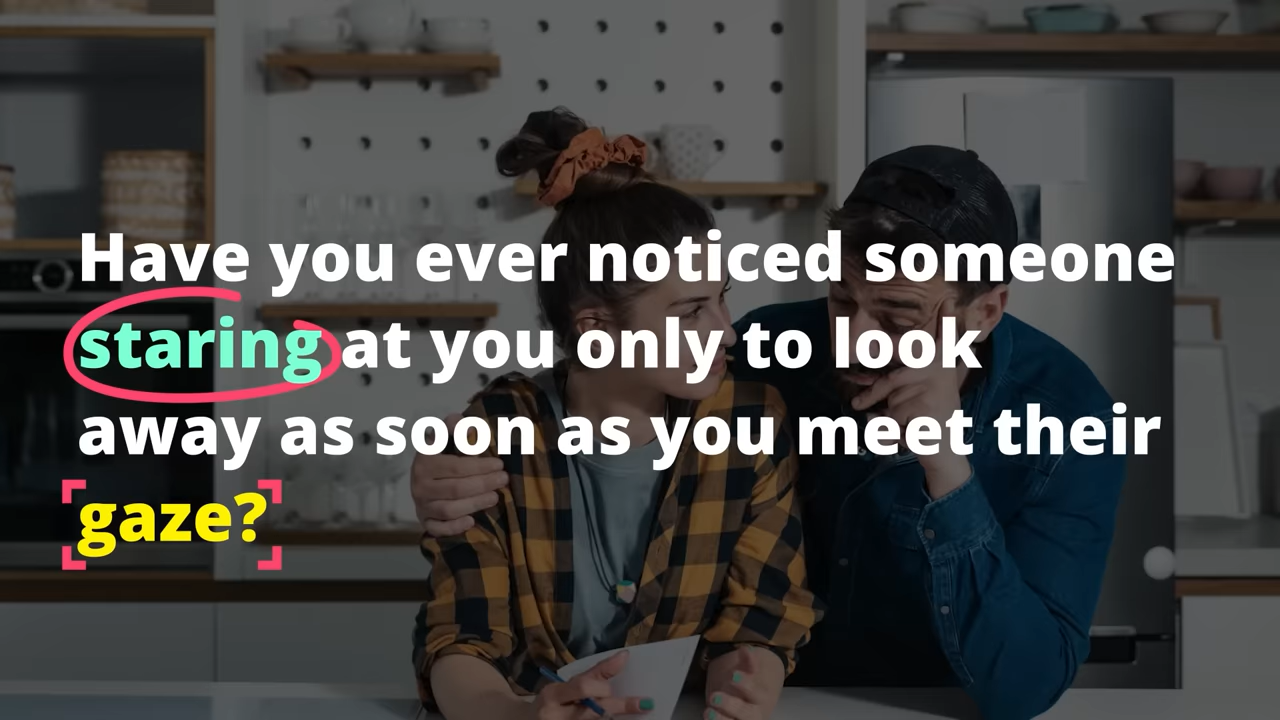 Have you ever noticed someone
staring at you only to look
away as soon as you meet their
gaze?